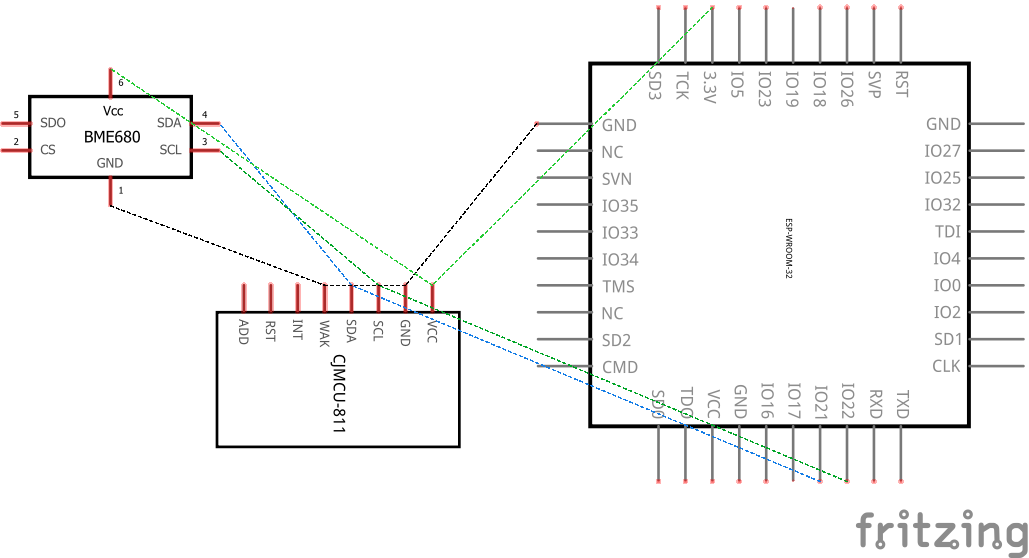 6
Vcc
5 SDO SDA 4
BME680
2 CS SCL 3
GND
1
ADD RST INT WAK SDA SCL GND VCC
CJMCU-811
SD3 TCK 3.3V IO5 IO23 IO19 IO18 IO26 SVP RST
GND GND
NC IO27
SVN IO25
IO35 IO32
IO33 TDI
IO34 IO4
TMS IO0
NC IO2
SD2 SD1
CMD CLK
ESP-WROOM-32
SD0 TDO VCC GND IO16 IO17 IO21 IO22 RXD TXD
fritzing